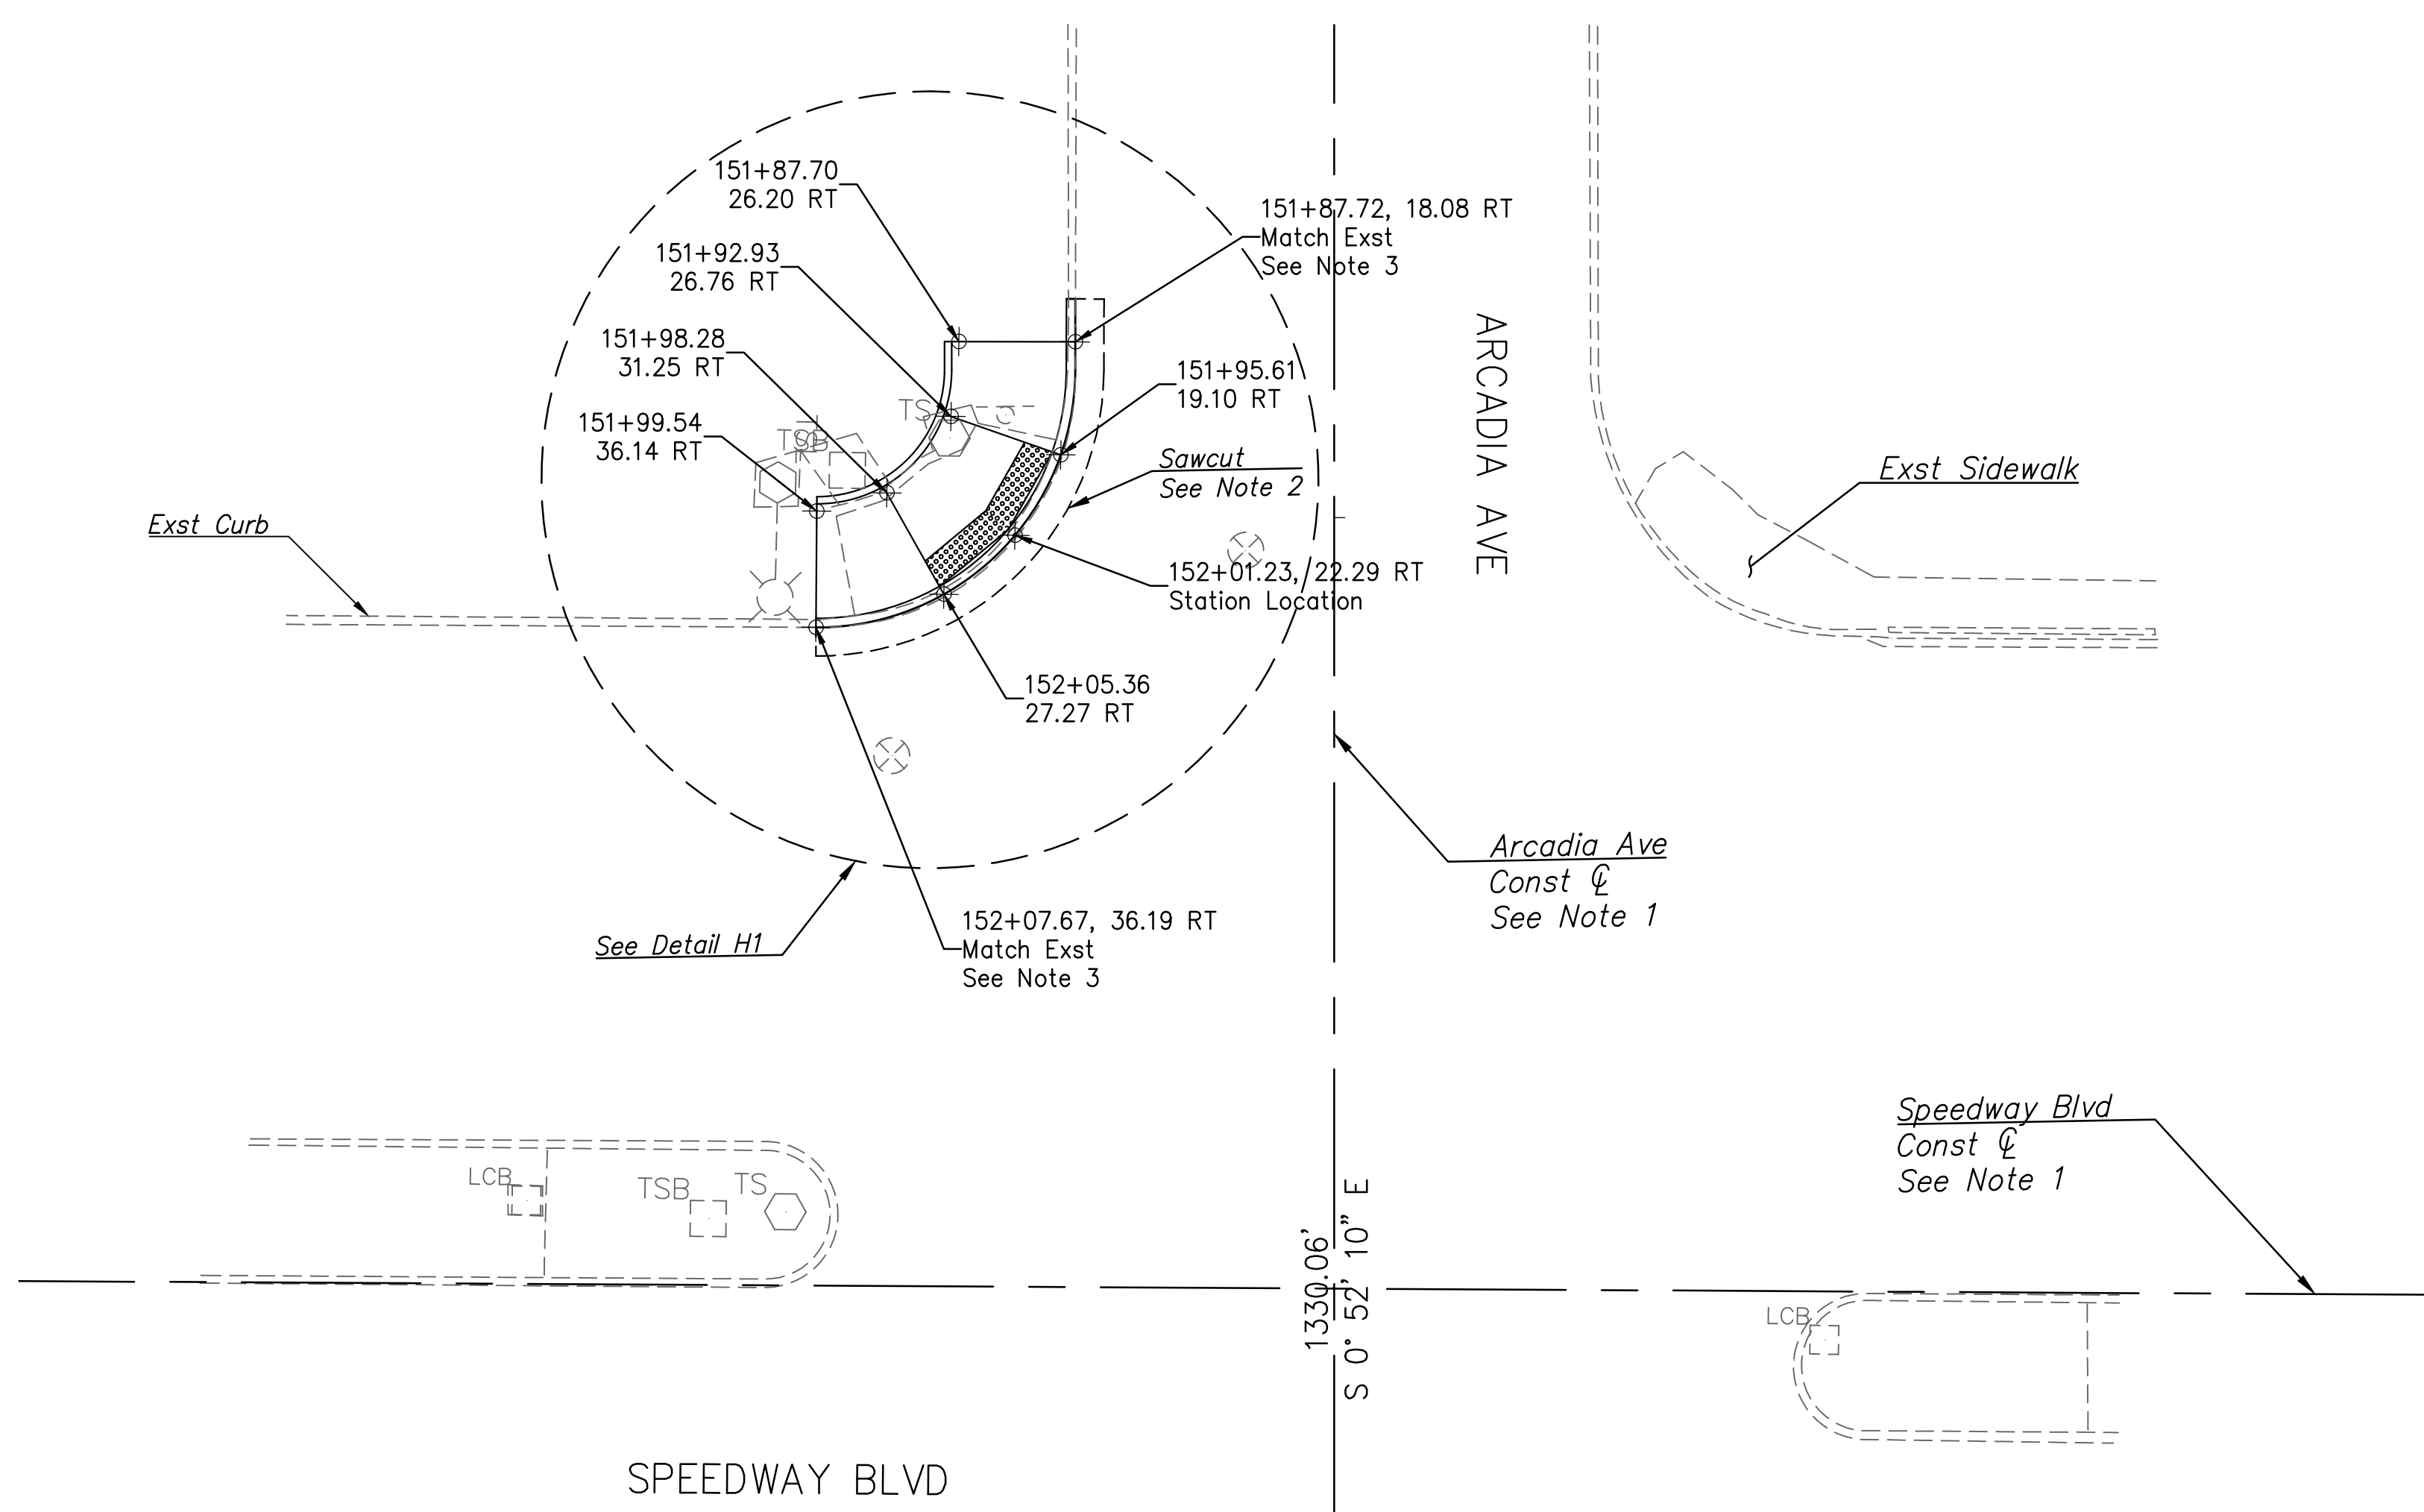 151+87.70
26.20 RT
151+92.93
26.76 RT
151+98.28
31.25 RT
151+99.54
36.14 RT
151+87.72, 18.08 RT
Match Exst
See Note 3
151+95.61
19.10 RT
TS
TSB
Sawcut
See Note 2
Exst Curb
152+01.23, 22.29 RT
Station Location
152+05.36
27.27 RT
ARCADIA AVE
Exst Sidewalk
Arcadia Ave
Const ℄
See Note 1
152+07.67, 36.19 RT
Match Exst
See Note 3
See Detail H1
Speedway Blvd
Const ℄
See Note 1
LCB
TSB
TS
1330.06'
S 0° 52' 10" E
LCB
SPEEDWAY BLVD